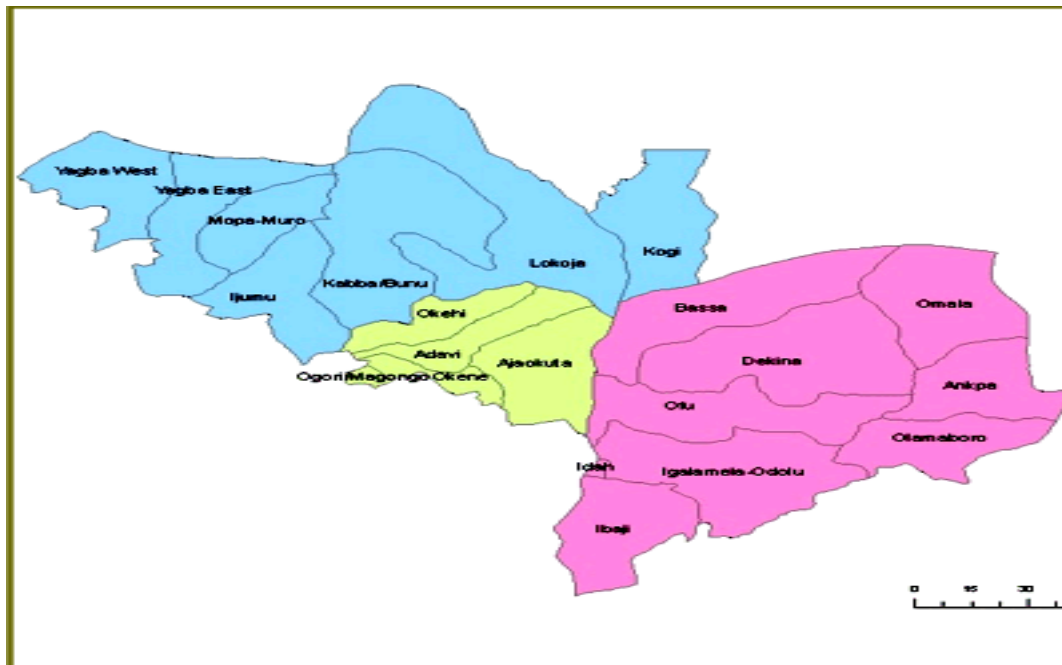 Yagba West
Yagba East
Mopa-Muro
Kogi
Lokoja
Ijumu
Kabba/Bunu
Okehi
Bassa
Omala
Adavi
Ajaokuta
Dekina
Ogori/Magongo Okene
Ankpa
Ofu
Olamaboro
Idah
Igalamela-Odolu
Ibaji
0 15 30